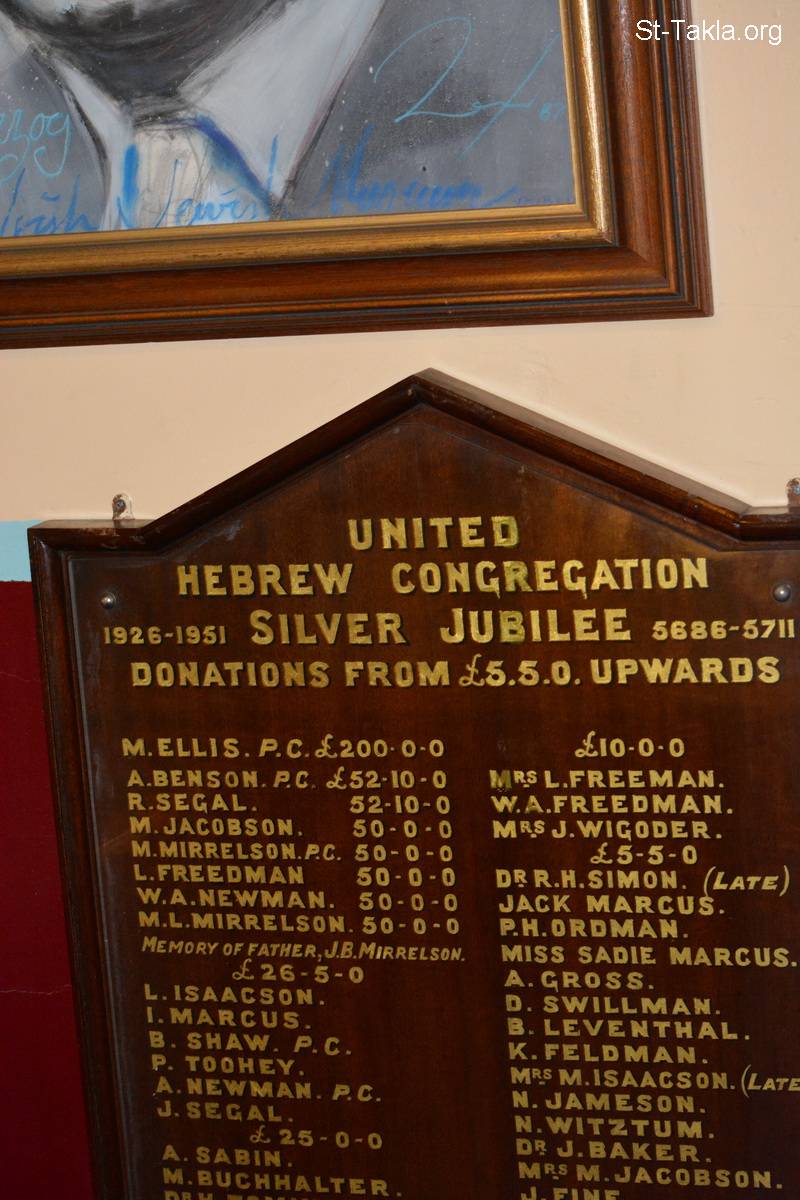 St-Takla.org
UNITED
HEBREW CONGREGATION
1926-1951 SILVER JUBILEE 5686-5711
DONATIONS FROM £5.5.0. UPWARDS
M. ELLIS. P.C. £200-0-0
A. BENSON. P.C. £52-10-0
R. SEGAL. 52-10-0
M. JACOBSON. 50-0-0
M. MIRRELSON. P.C. 50-0-0
L. FREEDMAN 50-0-0
W.A. NEWMAN. 50-0-0
M.L. MIRRELSON. 50-0-0
MEMORY OF FATHER, J.B. MIRRELSON.
£26-5-0
L. ISAACSON.
I. MARCUS.
B. SHAW. P.C.
P. TOOHEY.
A. NEWMAN. P.C.
J. SEGAL.
£25-0-0
A. SABIN.
M. BUCHHALTER.
£10-0-0
MRS L. FREEMAN.
W.A. FREEDMAN.
MRS J. WIGODER.
£5-5-0
DR R.H. SIMON. (LATE)
JACK MARCUS.
P.H. ORDMAN.
MISS SADIE MARCUS.
A. GROSS.
D. SWILLMAN.
B. LEVENTHAL.
K. FELDMAN.
MRS M. ISAACSON. (LATE
N. JAMESON.
N. WITZTUM.
DR J. BAKER.
MRS M. JACOBSON.
J. FINE